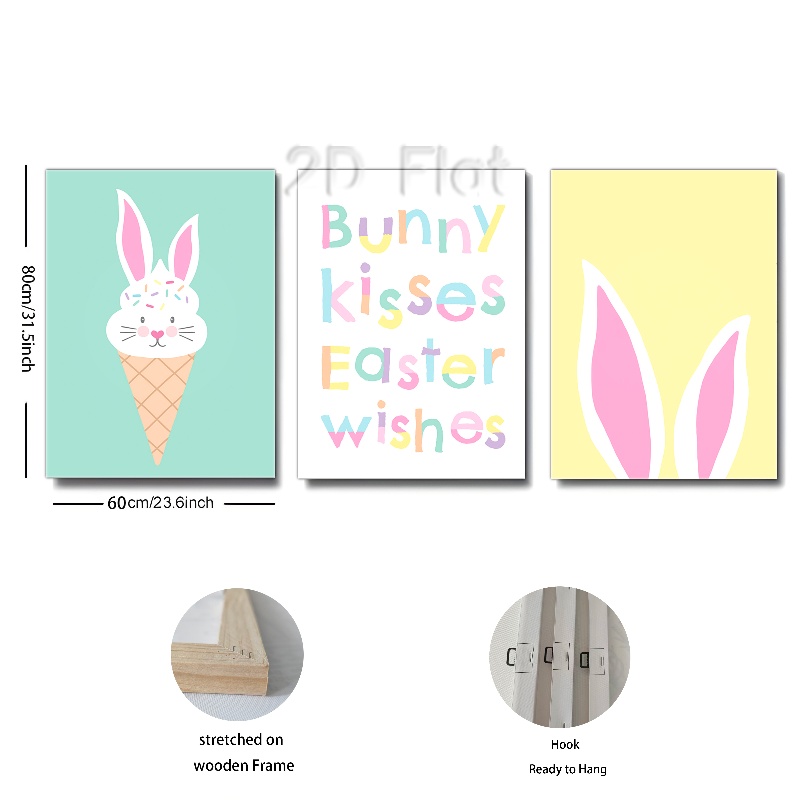 2D Flat
Bunny
kisses
Easter
wishes
80cm/31.5inch
60cm/23.6inch
stretched on
wooden Frame
Hook
Ready to Hang